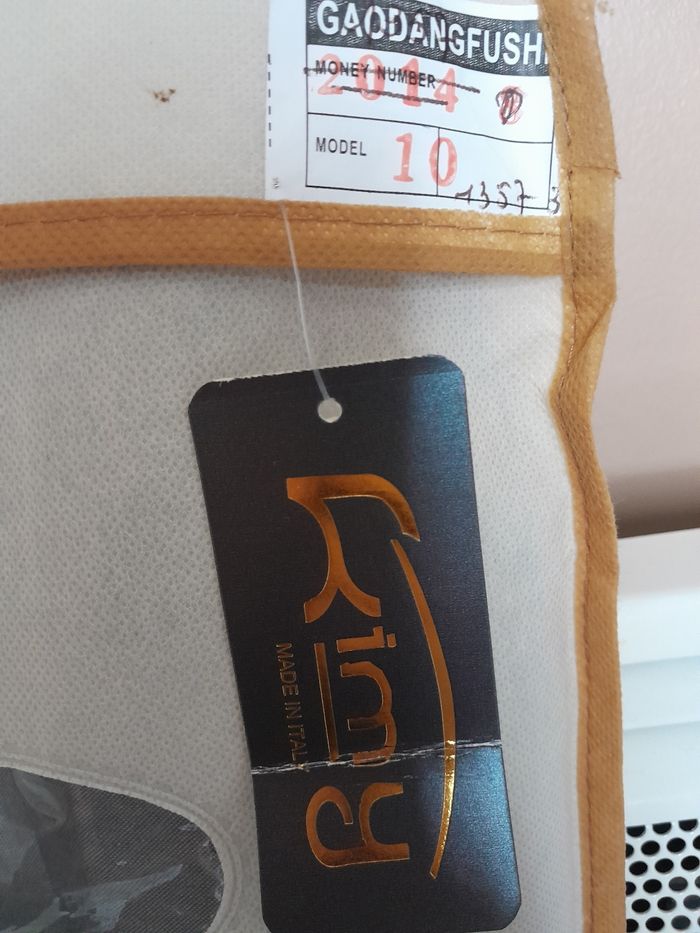 GAODANGFUSHI
MONEY NUMBER
2014
MODEL 10
1357
Kimy
MADE IN ITALY